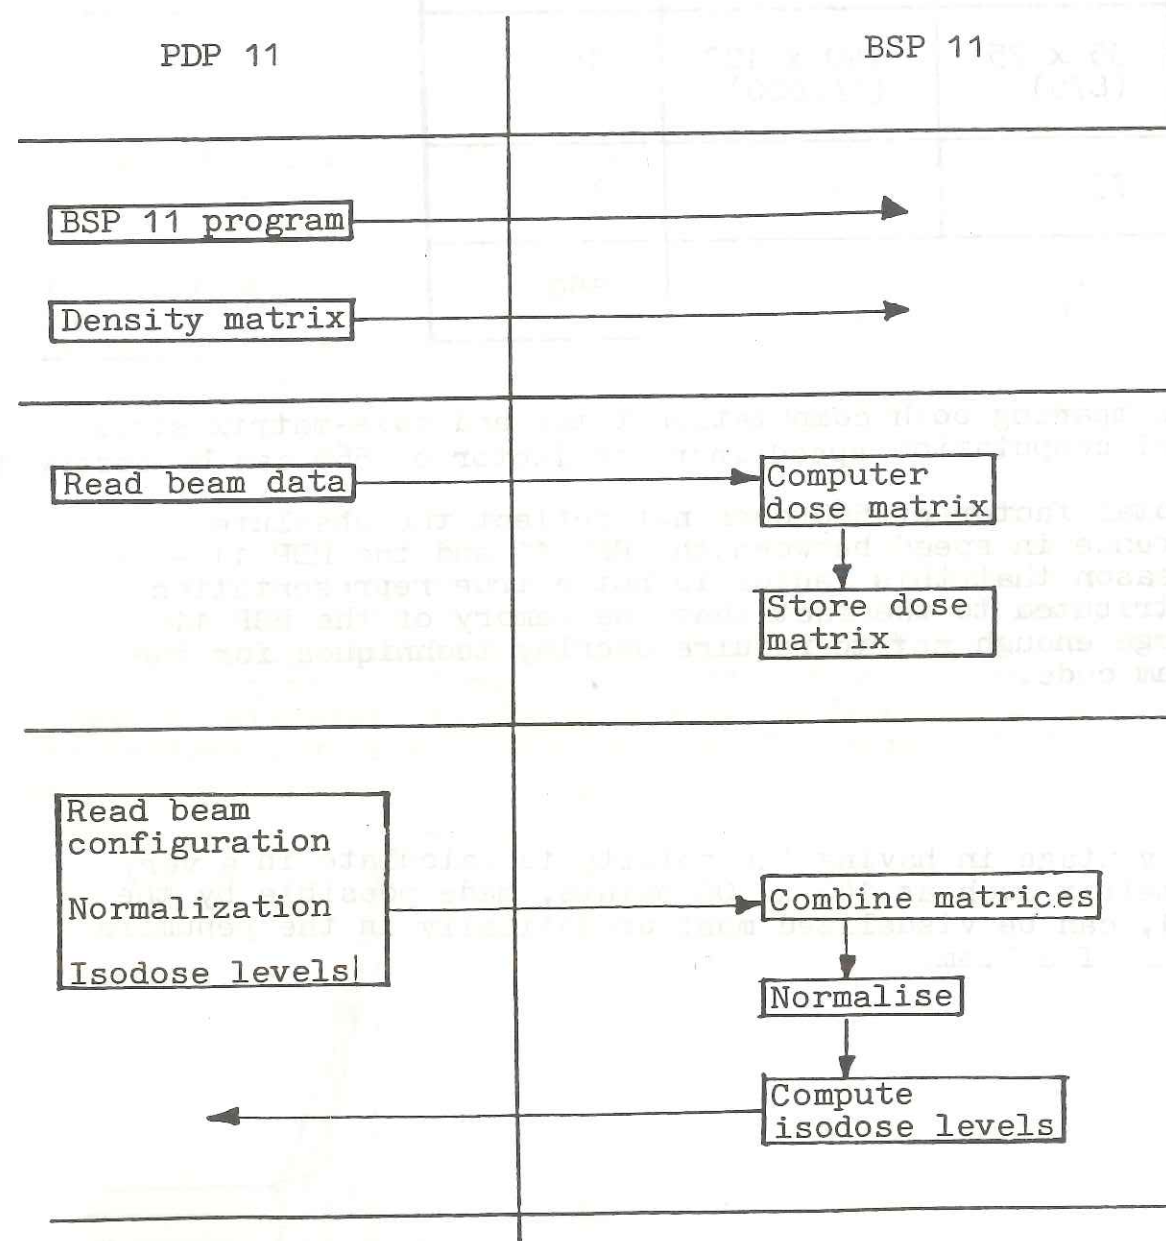 PDP 11
BSP 11
BSP 11 program
Density matrix
Read beam data
Computer
dose matrix
Store dose
matrix
Read beam
configuration
Normalization
Isodose levels
Combine matrices
Normalise
Compute
isodose levels